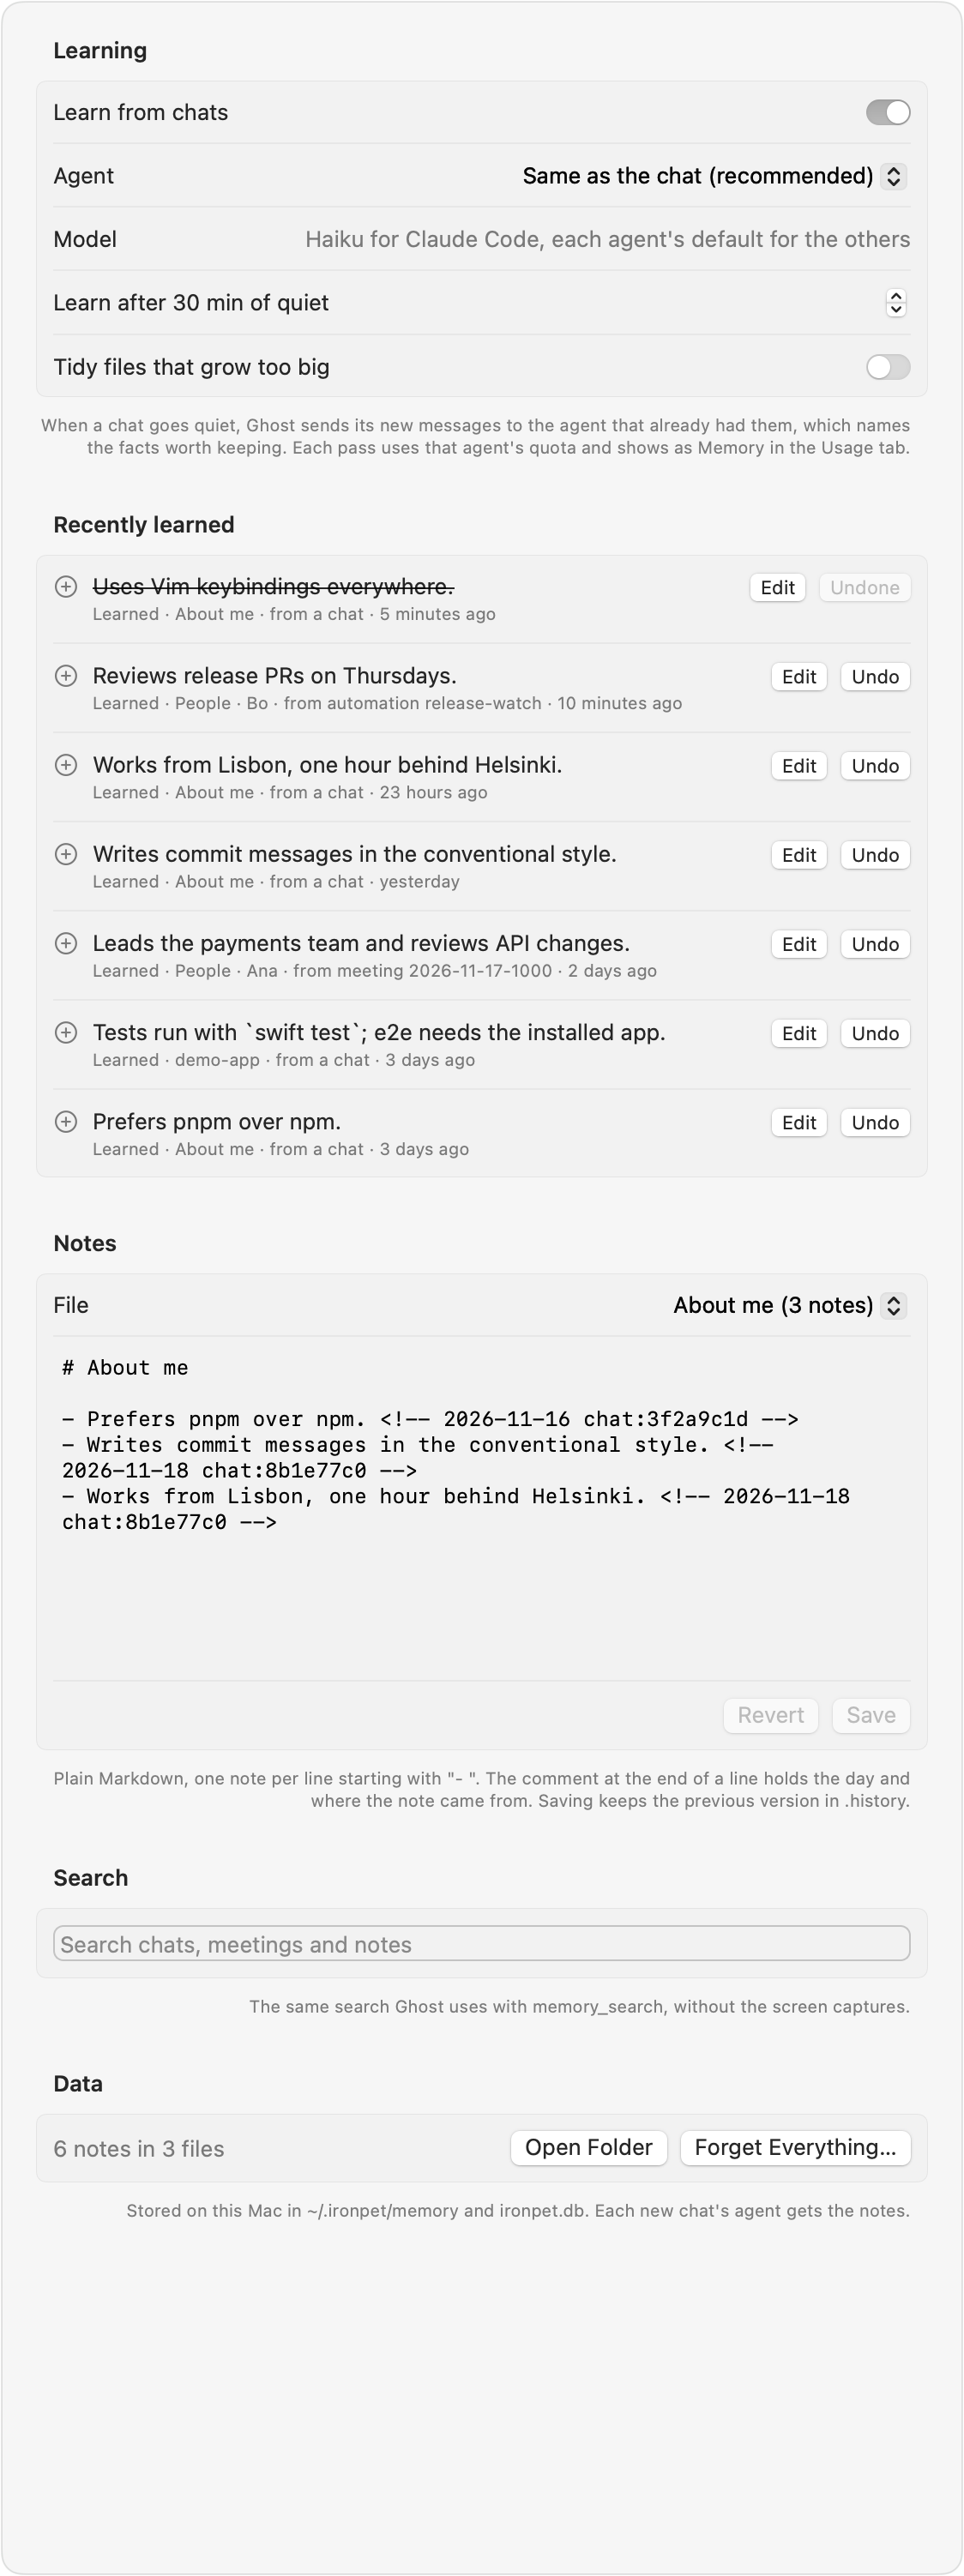 Learning
Learn from chats
Agent
Same as the chat (recommended)
Model
Haiku for Claude Code, each agent's default for the others
Learn after 30 min of quiet
Tidy files that grow too big
When a chat goes quiet, Ghost sends its new messages to the agent that already had them, which names
the facts worth keeping. Each pass uses that agent's quota and shows as Memory in the Usage tab.
Recently learned
Uses Vim keybindings everywhere.
Edit
Undone
Learned · About me · from a chat · 5 minutes ago
Reviews release PRs on Thursdays.
Edit
Undo
Learned · People · Bo · from automation release-watch · 10 minutes ago
Works from Lisbon, one hour behind Helsinki.
Edit
Undo
Learned · About me · from a chat · 23 hours ago
Writes commit messages in the conventional style.
Edit
Undo
Learned · About me · from a chat · yesterday
Leads the payments team and reviews API changes.
Edit
Undo
Learned · People · Ana · from meeting 2026-11-17-1000 · 2 days ago
Tests run with `swift test`; e2e needs the installed app.
Edit
Undo
Learned · demo-app · from a chat · 3 days ago
Prefers pnpm over npm.
Edit
Undo
Learned · About me · from a chat · 3 days ago
Notes
File
About me (3 notes)
# About me
- Prefers pnpm over npm. <!-- 2026-11-16 chat:3f2a9c1d -->
- Writes commit messages in the conventional style. <!--
2026-11-18 chat:8b1e77c0 -->
- Works from Lisbon, one hour behind Helsinki. <!-- 2026-11-18
chat:8b1e77c0 -->
Revert
Save
Plain Markdown, one note per line starting with "- ". The comment at the end of a line holds the day and
where the note came from. Saving keeps the previous version in .history.
Search
Search chats, meetings and notes
The same search Ghost uses with memory_search, without the screen captures.
Data
6 notes in 3 files
Open Folder
Forget Everything...
Stored on this Mac in ~/.ironpet/memory and ironpet.db. Each new chat's agent gets the notes.